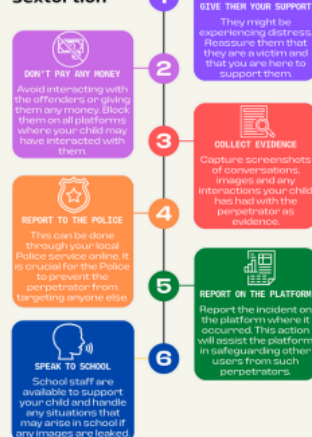 sextortion
1
GIVE THEM YOUR SUPPORT
They might be
experiencing distress.
Reassure them that
they are a victim and
that you are here to
support them.
2
DON'T PAY ANY MONEY
Avoid interacting with
the offenders or giving
them any money. Block
them on all platforms
where your child may
have interacted with
them.
3
COLLECT EVIDENCE
Capture screenshots
of conversations,
images and any
interactions your child
has had with the
perpetrator as
evidence.
4
REPORT TO THE POLICE
This can be done
through your local
Police service online. It
is crucial for the Police
to prevent the
perpetrator from
targeting anyone else.
5
REPORT ON THE PLATFORM
Report the incident on
the platform where it
occurred. This action
will assist the platform
in safeguarding other
users from such
perpetrators.
6
SPEAK TO SCHOOL
School staff are
available to support
your child and handle
any situations that
may arise in school if
any images are leaked